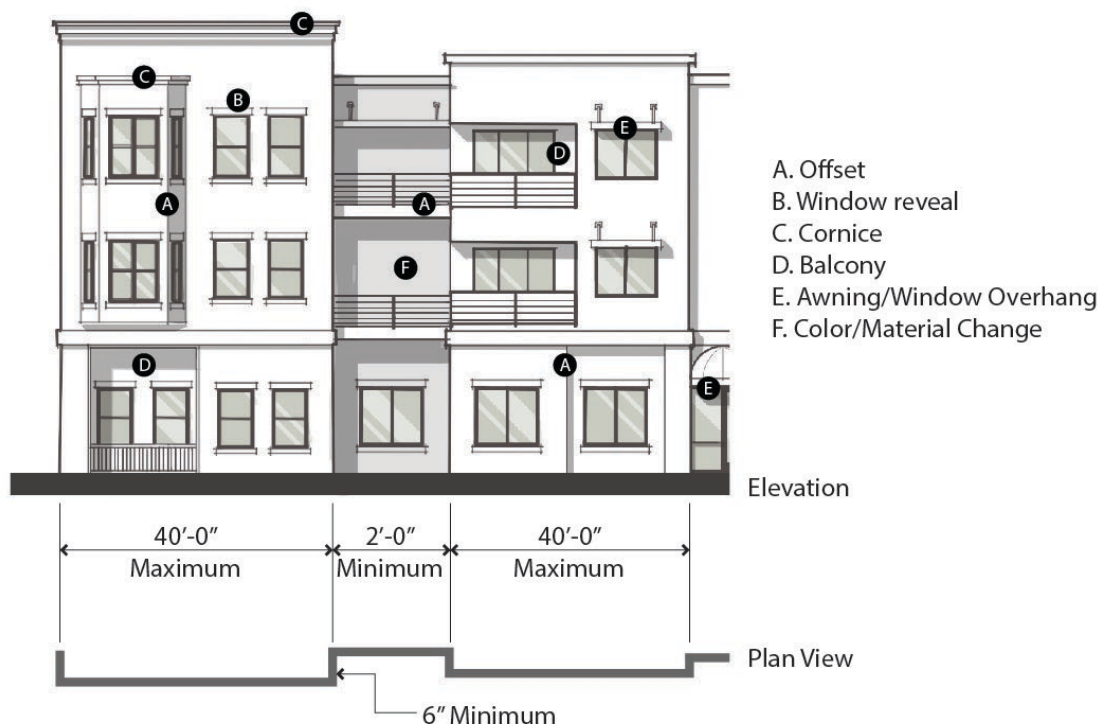 C
C
B
E
D
A
A
F
D
A
E
A. Offset
B. Window reveal
C. Cornice
D. Balcony
E. Awning/Window Overhang
F. Color/Material Change
Elevation
40'-0” 2'-0” 40'-0”
Maximum Minimum Maximum
Plan View
6” Minimum